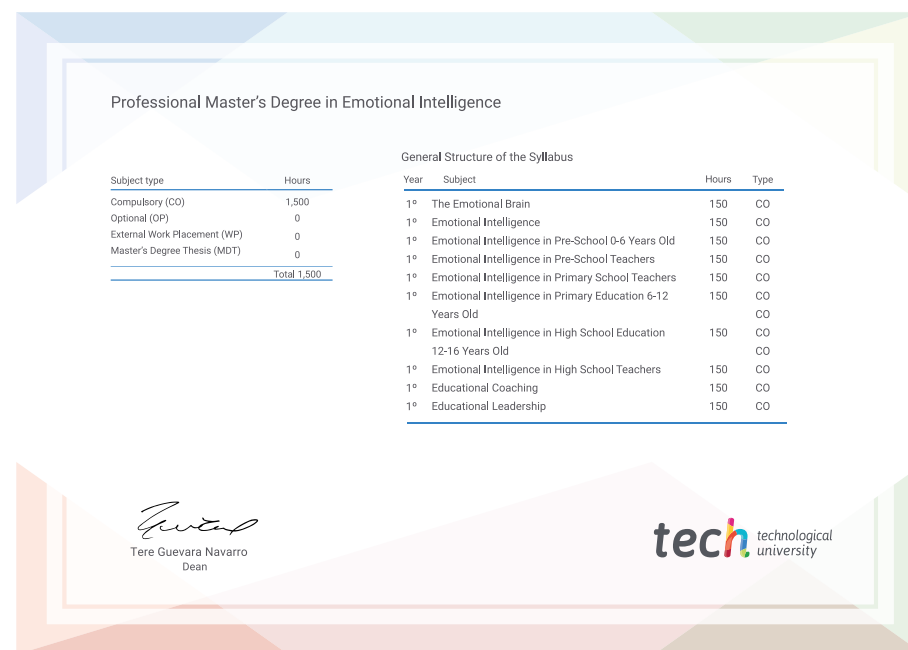 Professional Master's Degree in Emotional Intelligence
Subject type Hours
Compulsory (CO) 1,500
Optional (OP) 0
External Work Placement (WP) 0
Master's Degree Thesis (MDT) 0
Total 1,500
General Structure of the Syllabus
Year Subject Hours Type
1º The Emotional Brain 150 CO
1º Emotional Intelligence 150 CO
1º Emotional Intelligence in Pre-School 0-6 Years Old 150 CO
1º Emotional Intelligence in Pre-School Teachers 150 CO
1º Emotional Intelligence in Primary School Teachers 150 CO
1º Emotional Intelligence in Primary Education 6-12 150 CO
Years Old CO
1º Emotional Intelligence in High School Education 150 CO
12-16 Years Old CO
1º Emotional Intelligence in High School Teachers 150 CO
1º Educational Coaching 150 CO
1º Educational Leadership 150 CO
Tere Guevara Navarro
Dean
tech technological
university